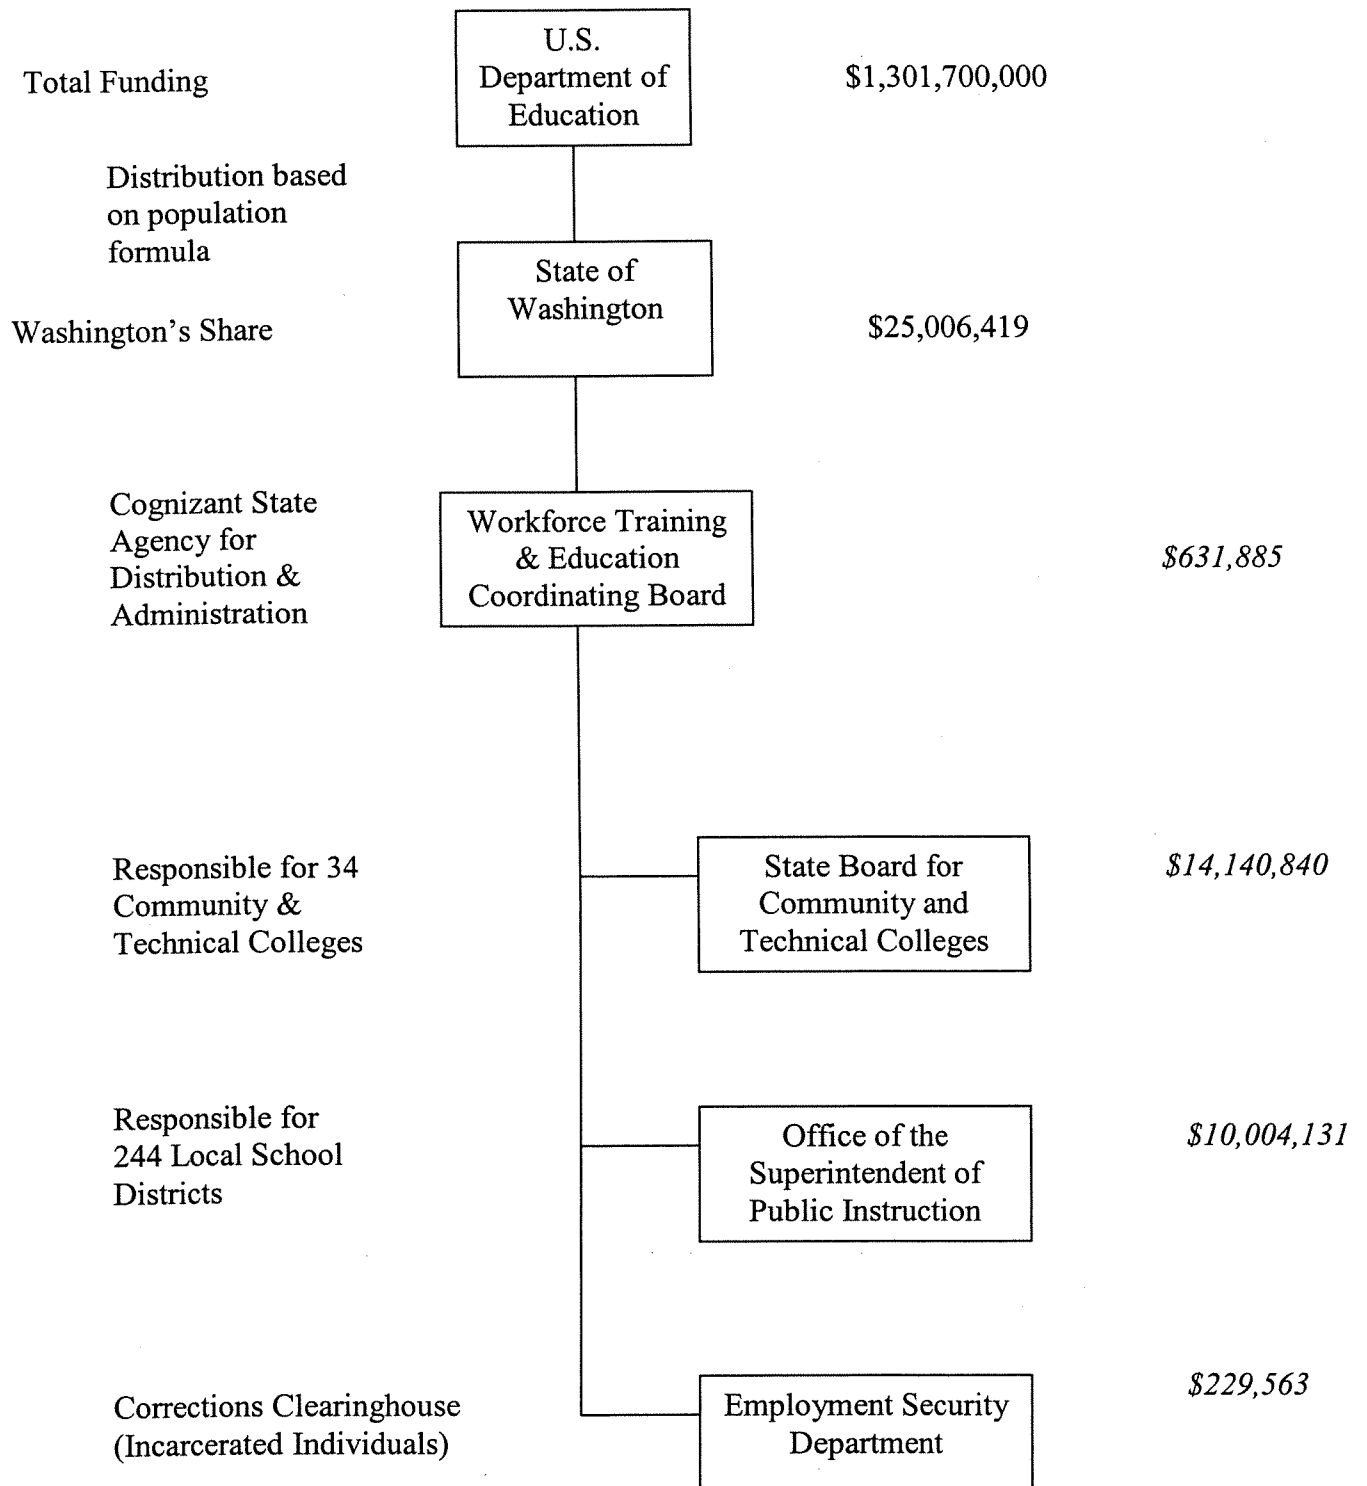 Total Funding
U.S.
Department of
Education
$1,301,700,000
Distribution based
on population
formula
State of
Washington
Washington's Share
$25,006,419
Cognizant State
Agency for
Distribution &
Administration
Workforce Training
& Education
Coordinating Board
$631,885
Responsible for 34
Community &
Technical Colleges
State Board for
Community and
Technical Colleges
$14,140,840
Responsible for
244 Local School
Districts
Office of the
Superintendent of
Public Instruction
$10,004,131
Corrections Clearinghouse
(Incarcerated Individuals)
Employment Security
Department
$229,563